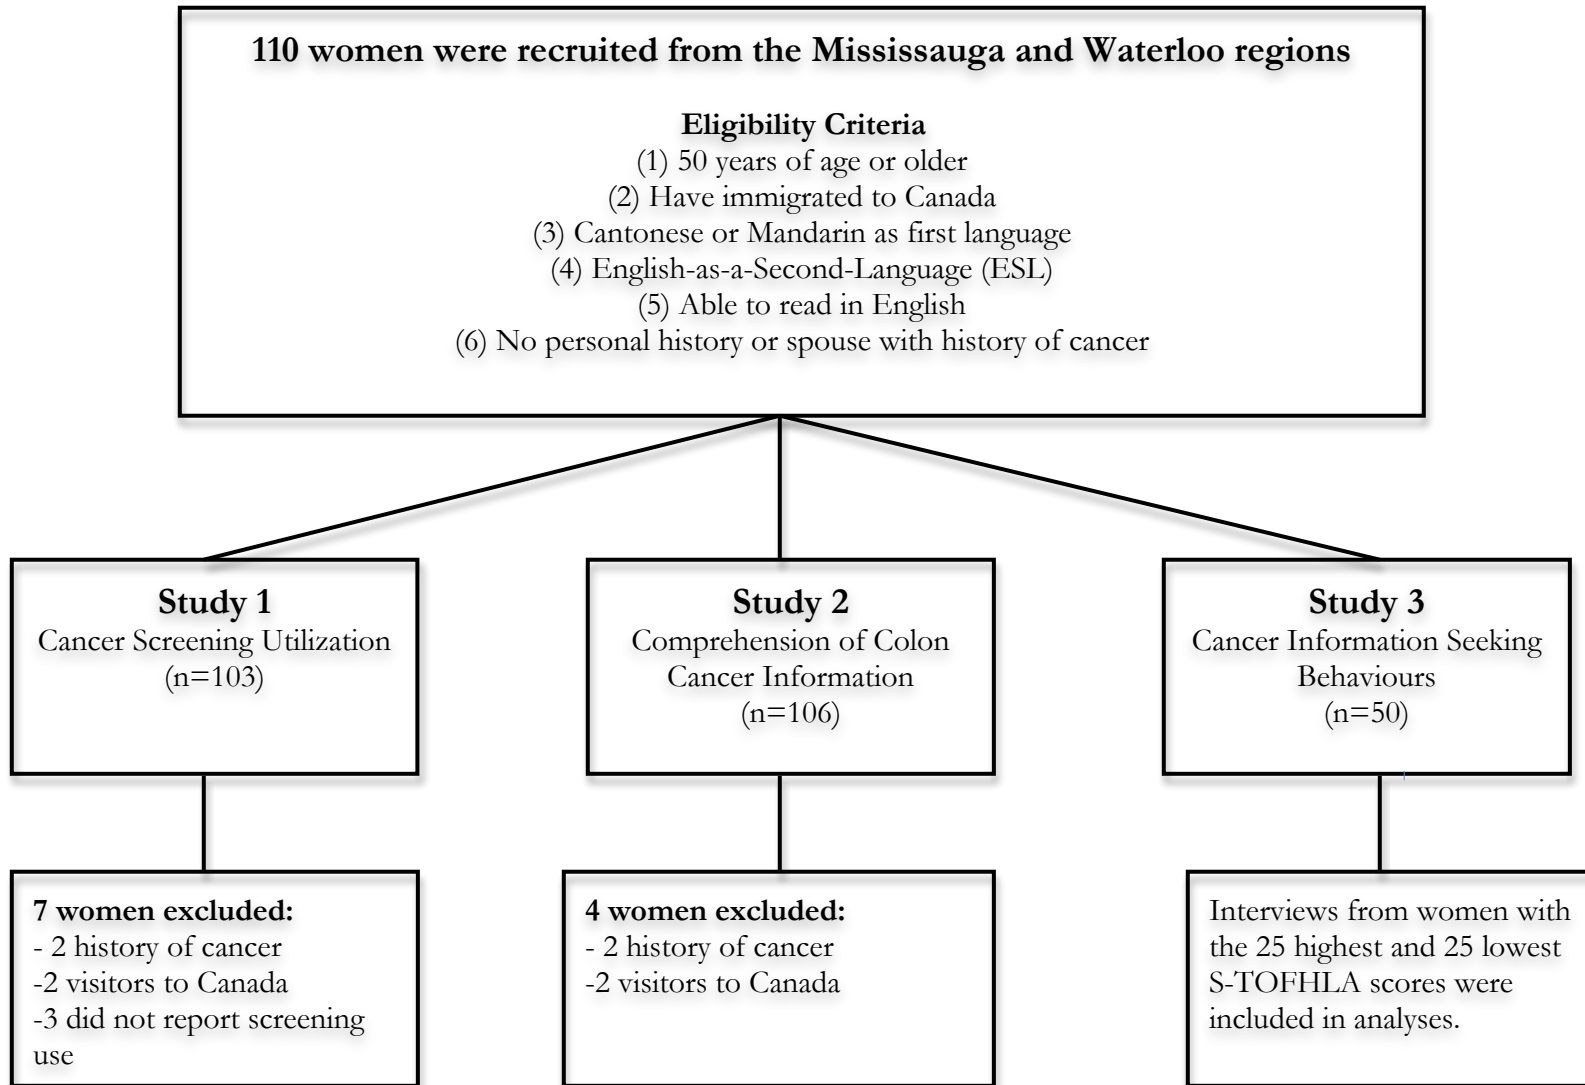 110 women were recruited from the Mississauga and Waterloo regions
Eligibility Criteria
(1) 50 years of age or older
(2) Have immigrated to Canada
(3) Cantonese or Mandarin as first language
(4) English-as-a-Second-Language (ESL)
(5) Able to read in English
(6) No personal history or spouse with history of cancer
Study 1
Cancer Screening Utilization
(n=103)
Study 2
Comprehension of Colon
Cancer Information
(n=106)
Study 3
Cancer Information Seeking
Behaviours
(n=50)
7 women excluded:
- 2 history of cancer
-2 visitors to Canada
-3 did not report screening
use
4 women excluded:
- 2 history of cancer
-2 visitors to Canada
Interviews from women with
the 25 highest and 25 lowest
S-TOFHLA scores were
included in analyses.